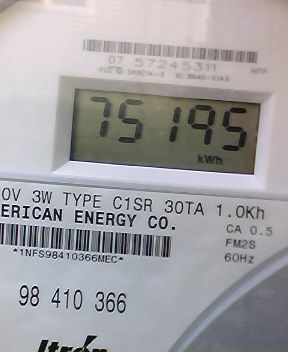 07 57245311
75195
kWh
0V 3W TYPE C1SR 30TA 1.0Kh
ERICAN ENERGY CO.
CA 0.5
FM2S
*1NFS98410366MEC*
60Hz
98 410 366
Itrón